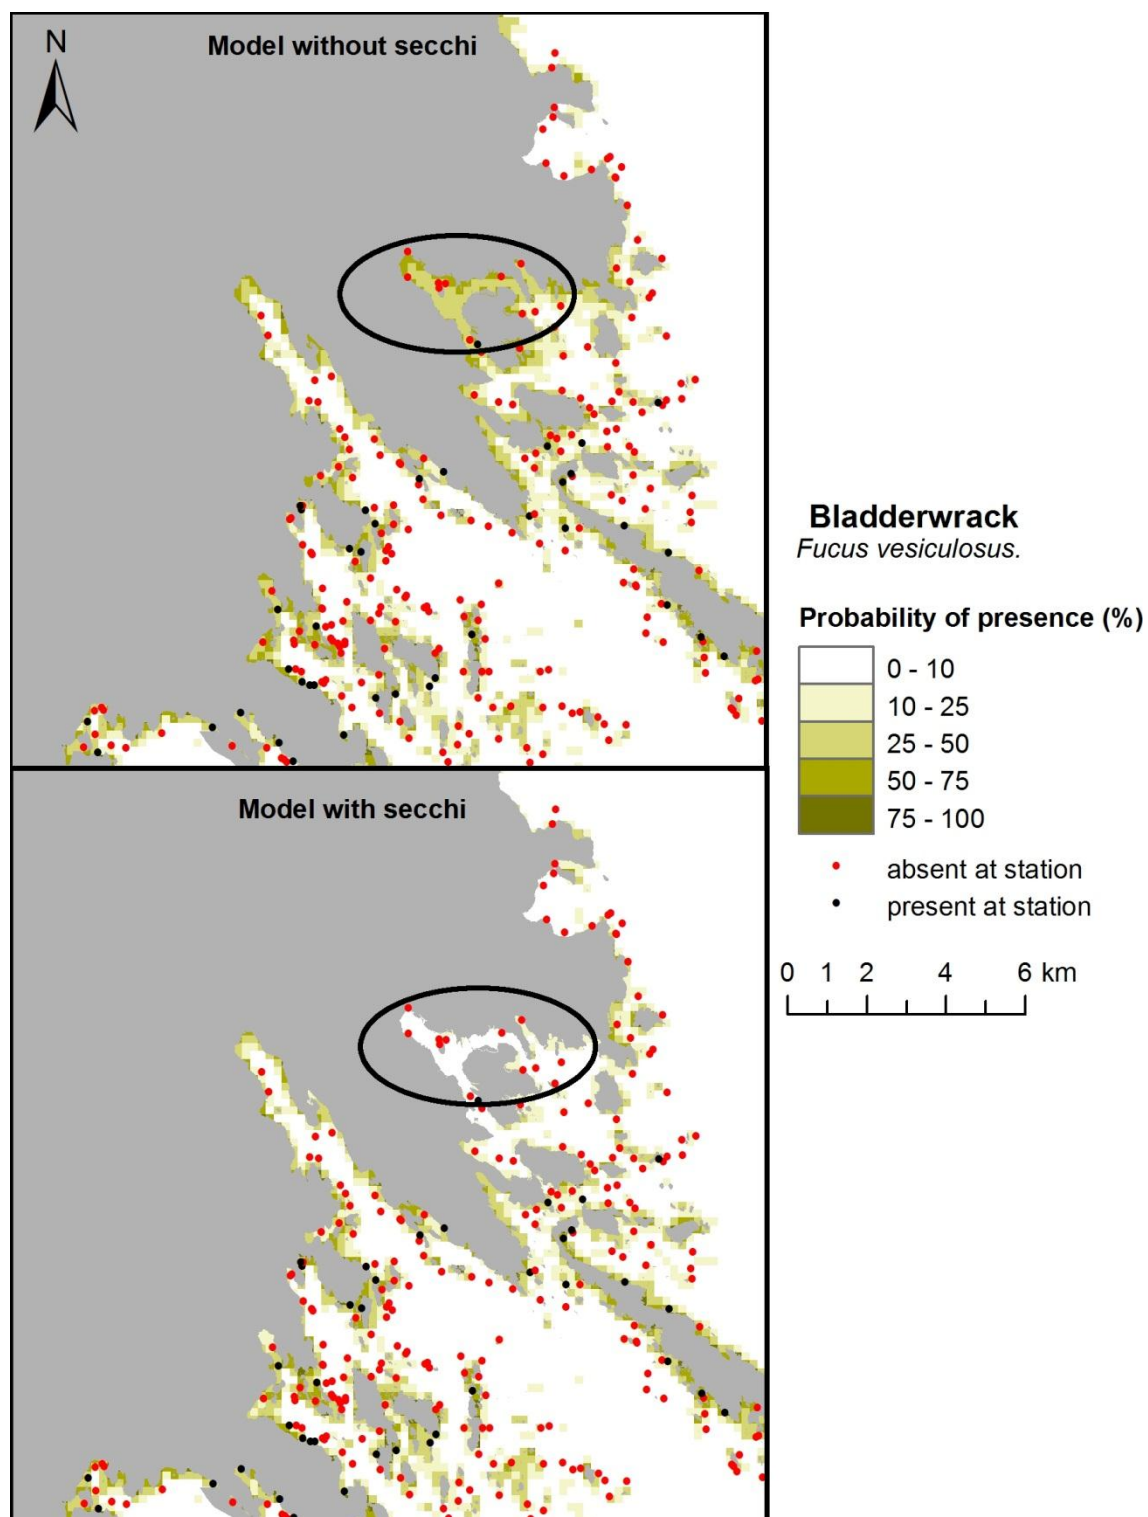 N
Model without secchi
Model with secchi
Bladderwrack
Fucus vesiculosus.
Probability of presence (%)
0 - 10
10 - 25
25 - 50
50 - 75
75 - 100
absent at station
present at station
0 1 2 4 6 km